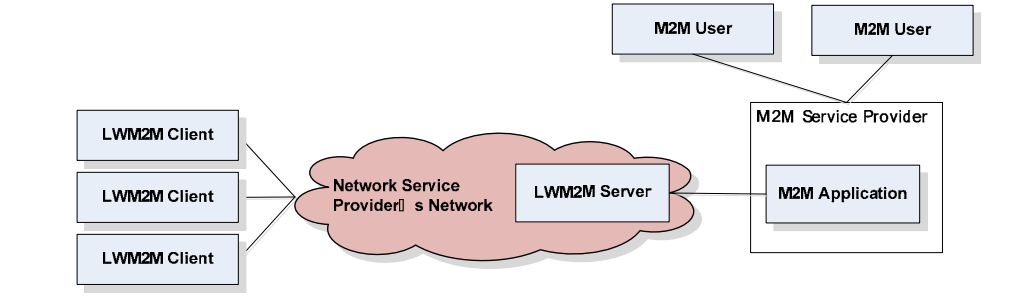 M2M User
M2M User
M2M Service Provider
LWM2M Client
LWM2M Client
LWM2M Client
Network Service
Provider▯ s Network
LWM2M Server
M2M Application